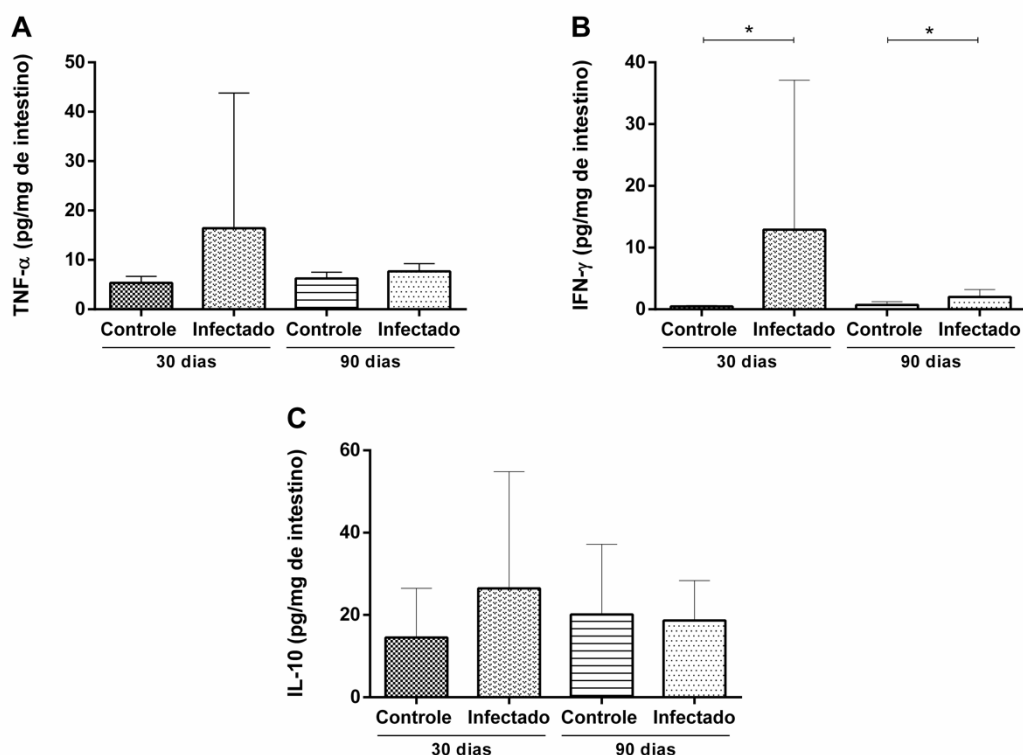 A
TNF-α (pg/mg de intestino)
50
40
30
20
10
0
Controle Infectado Controle Infectado
30 dias 90 dias
B
* *
IFN-γ (pg/mg de intestino)
40
30
20
10
0
Controle Infectado Controle Infectado
30 dias 90 dias
C
IL-10 (pg/mg de intestino)
60
40
20
0
Controle Infectado Controle Infectado
30 dias 90 dias